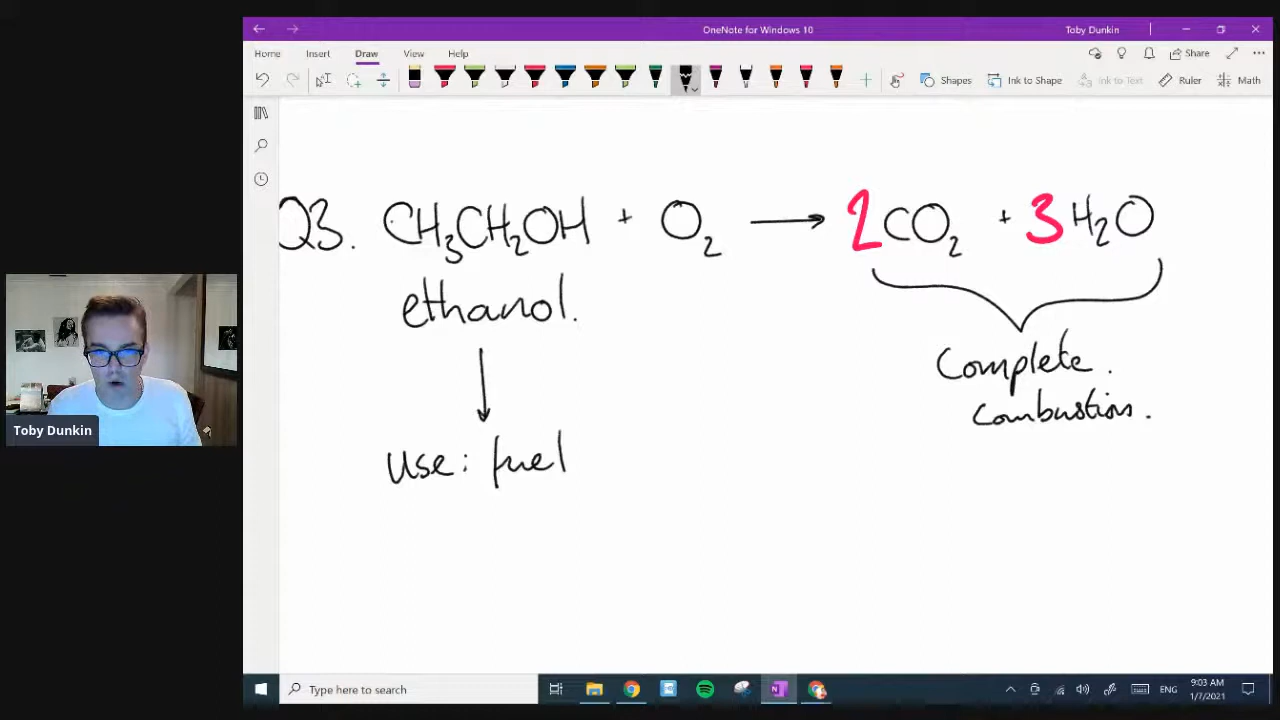 OneNote for Windows 10
Toby Dunkin
Home Insert Draw View Help
Share
Shapes Ink to Shape Ink to Text Ruler Math
Q3. CH₃CH₂OH + O₂ → 2CO₂ + 3H₂O
ethanol.
Complete.
combustion.
use: fuel
Toby Dunkin
Type here to search
ENG
9:03 AM
1/7/2021